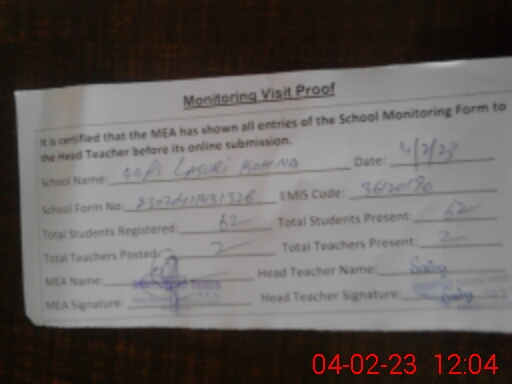 Monitoring Visit Proof
It is certified that the MEA has shown all entries of the School Monitoring Form to
the Head Teacher before its online submission.
School Name: LASURI KOHNA Date: 4/2/23
School Form No: EMIS Code:
Total Students Registered: 62 Total Students Present: 62
Total Teachers Posted: 2 Total Teachers Present: 2
MEA Name: Head Teacher Name:
MEA Signature: Head Teacher Signature:
04-02-23 12:04